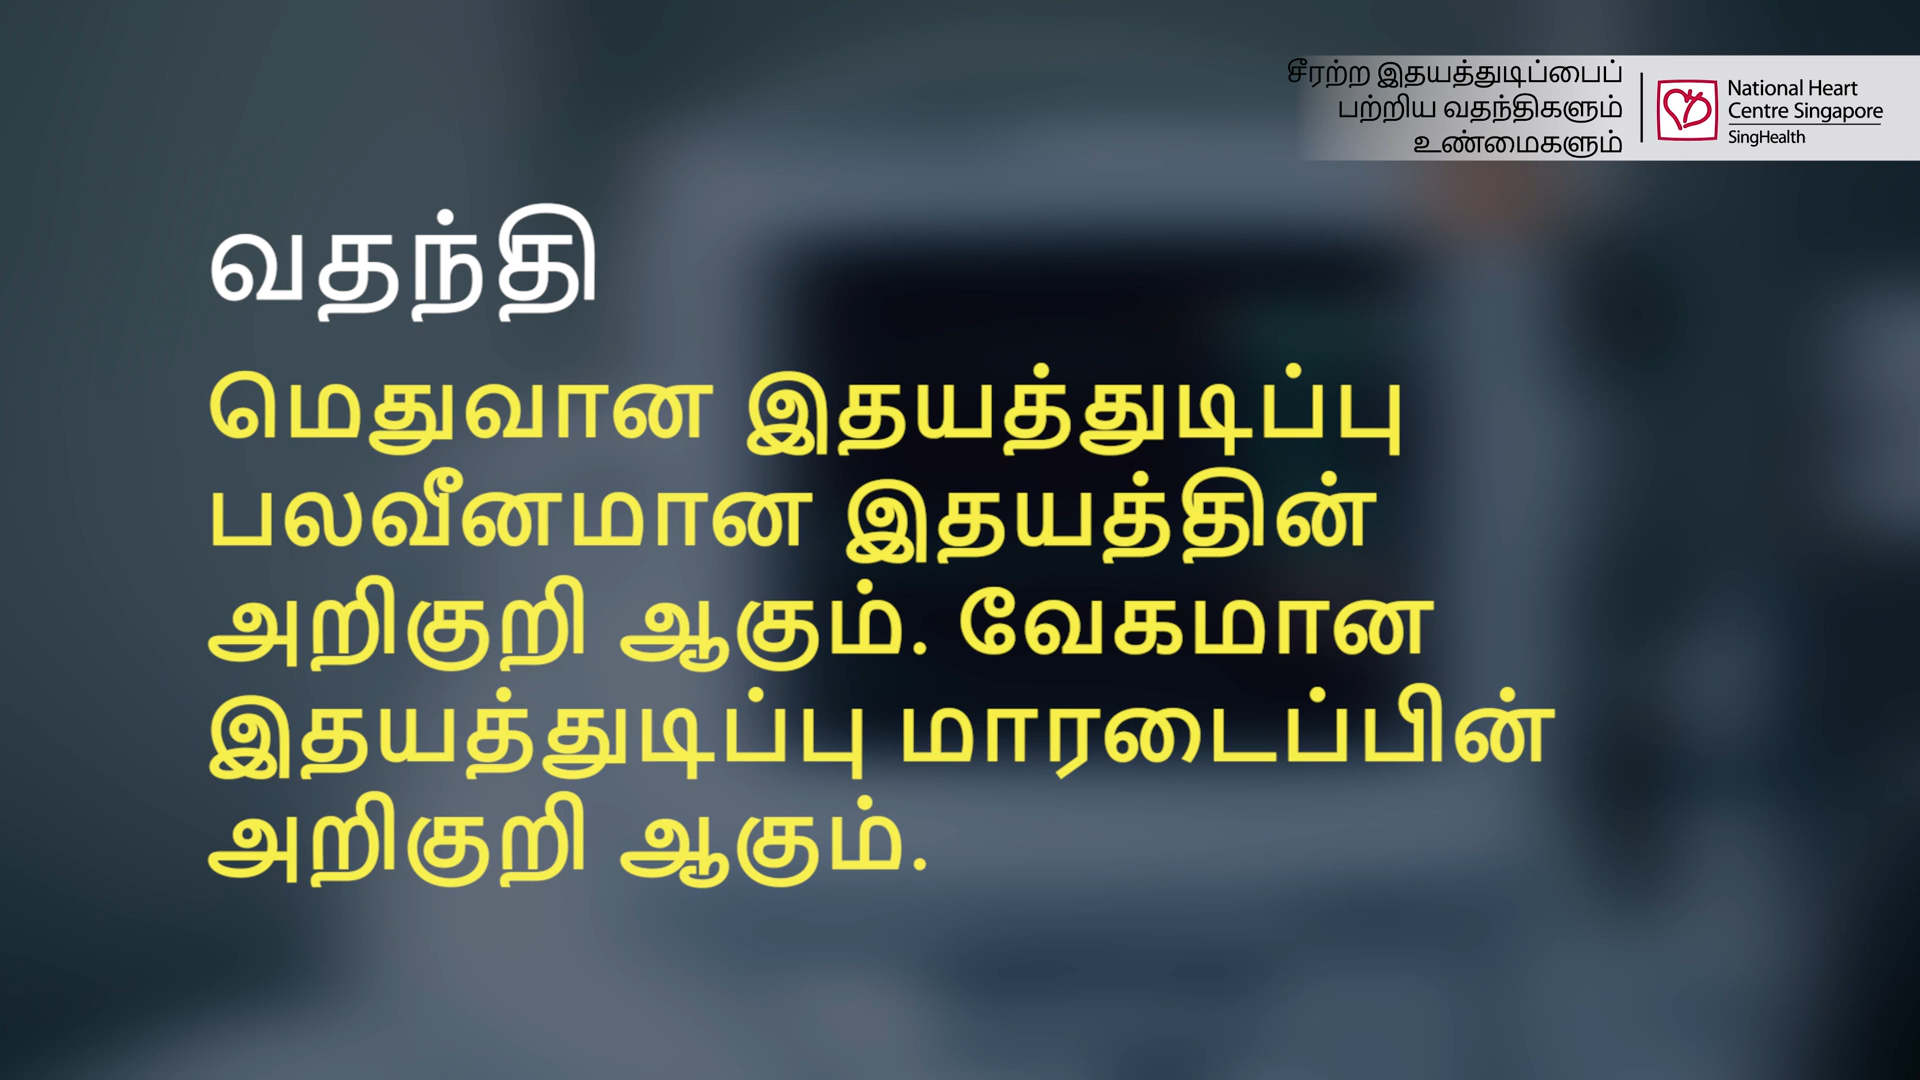 சீரற்ற இதயத்துடிப்பைப்
பற்றிய வதந்திகளும்
உண்மைகளும்
National Heart
Centre Singapore
SingHealth
வதந்தி
மெதுவான இதயத்துடிப்பு
பலவீனமான இதயத்தின்
அறிகுறி ஆகும். வேகமான
இதயத்துடிப்பு மாரடைப்பின்
அறிகுறி ஆகும்.